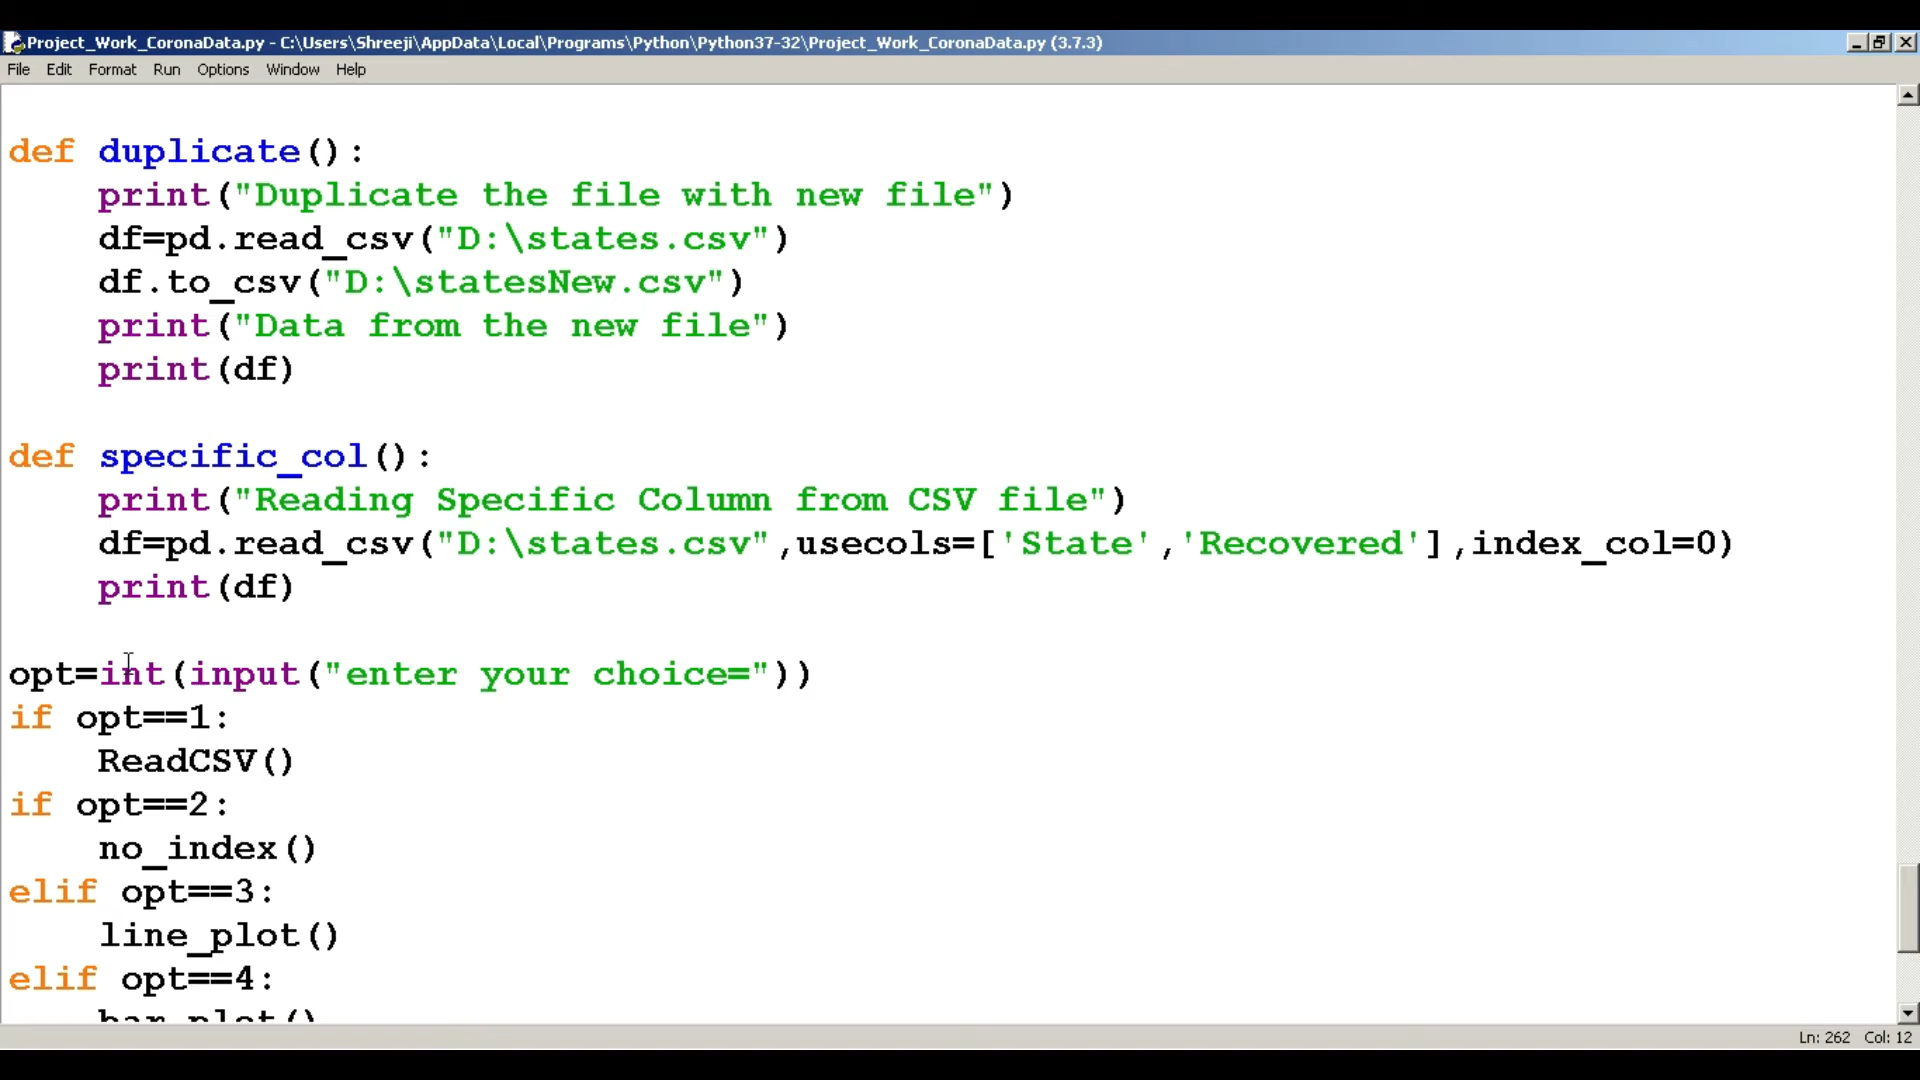 Project_Work_CoronaData.py - C:\Users\Shreeji\AppData\Local\Programs\Python\Python37-32\Project_Work_CoronaData.py (3.7.3)
File Edit Format Run Options Window Help
def duplicate():
    print("Duplicate the file with new file")
    df=pd.read_csv("D:\states.csv")
    df.to_csv("D:\statesNew.csv")
    print("Data from the new file")
    print(df)
def specific_col():
    print("Reading Specific Column from CSV file")
    df=pd.read_csv("D:\states.csv",usecols=['State','Recovered'],index_col=0)
    print(df)
opt=int(input("enter your choice="))
if opt==1:
    ReadCSV()
if opt==2:
    no_index()
elif opt==3:
    line_plot()
elif opt==4:
    bar_plot()
Ln: 262 Col: 12